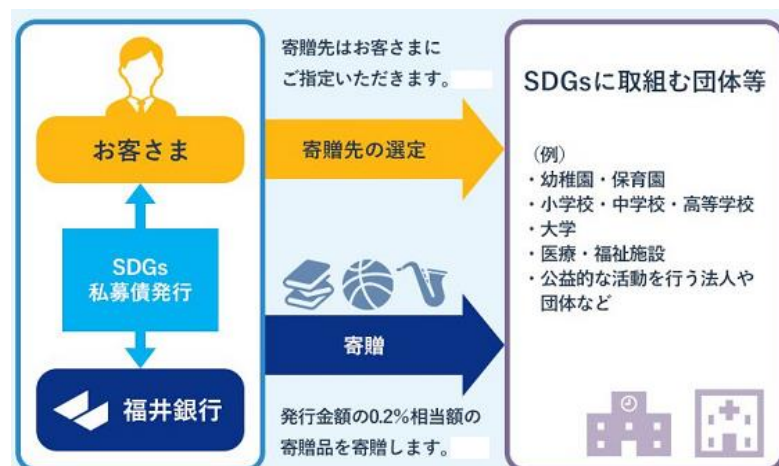 お客さま
SDGs
私募債発行
福井銀行
寄贈先はお客さまに
ご指定いただきます。
寄贈先の選定
寄贈
発行金額の0.2%相当額の
寄贈品を寄贈します。
SDGsに取組む団体等
（例）
・幼稚園・保育園
・小学校・中学校・高等学校
・大学
・医療・福祉施設
・公益的な活動を行う法人や
団体など